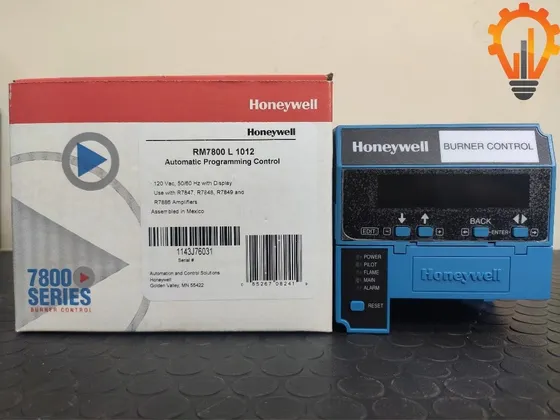 Honeywell
Honeywell
RM7800 L 1012
Automatic Programming Control
120 Vac, 50/60 Hz with Display
Use with R7847, R7848, R7849 and
R7886 Amplifiers
Assembled in Mexico
1143J76031
Serial #
Automation and Control Solutions
Honeywell
Golden Valley, MN 55422
85267 08241
7800
SERIES
BURNER CONTROL
Honeywell
BURNER CONTROL
EDIT
BACK
ENTER
Honeywell
POWER
PILOT
FLAME
MAIN
ALARM
RESET